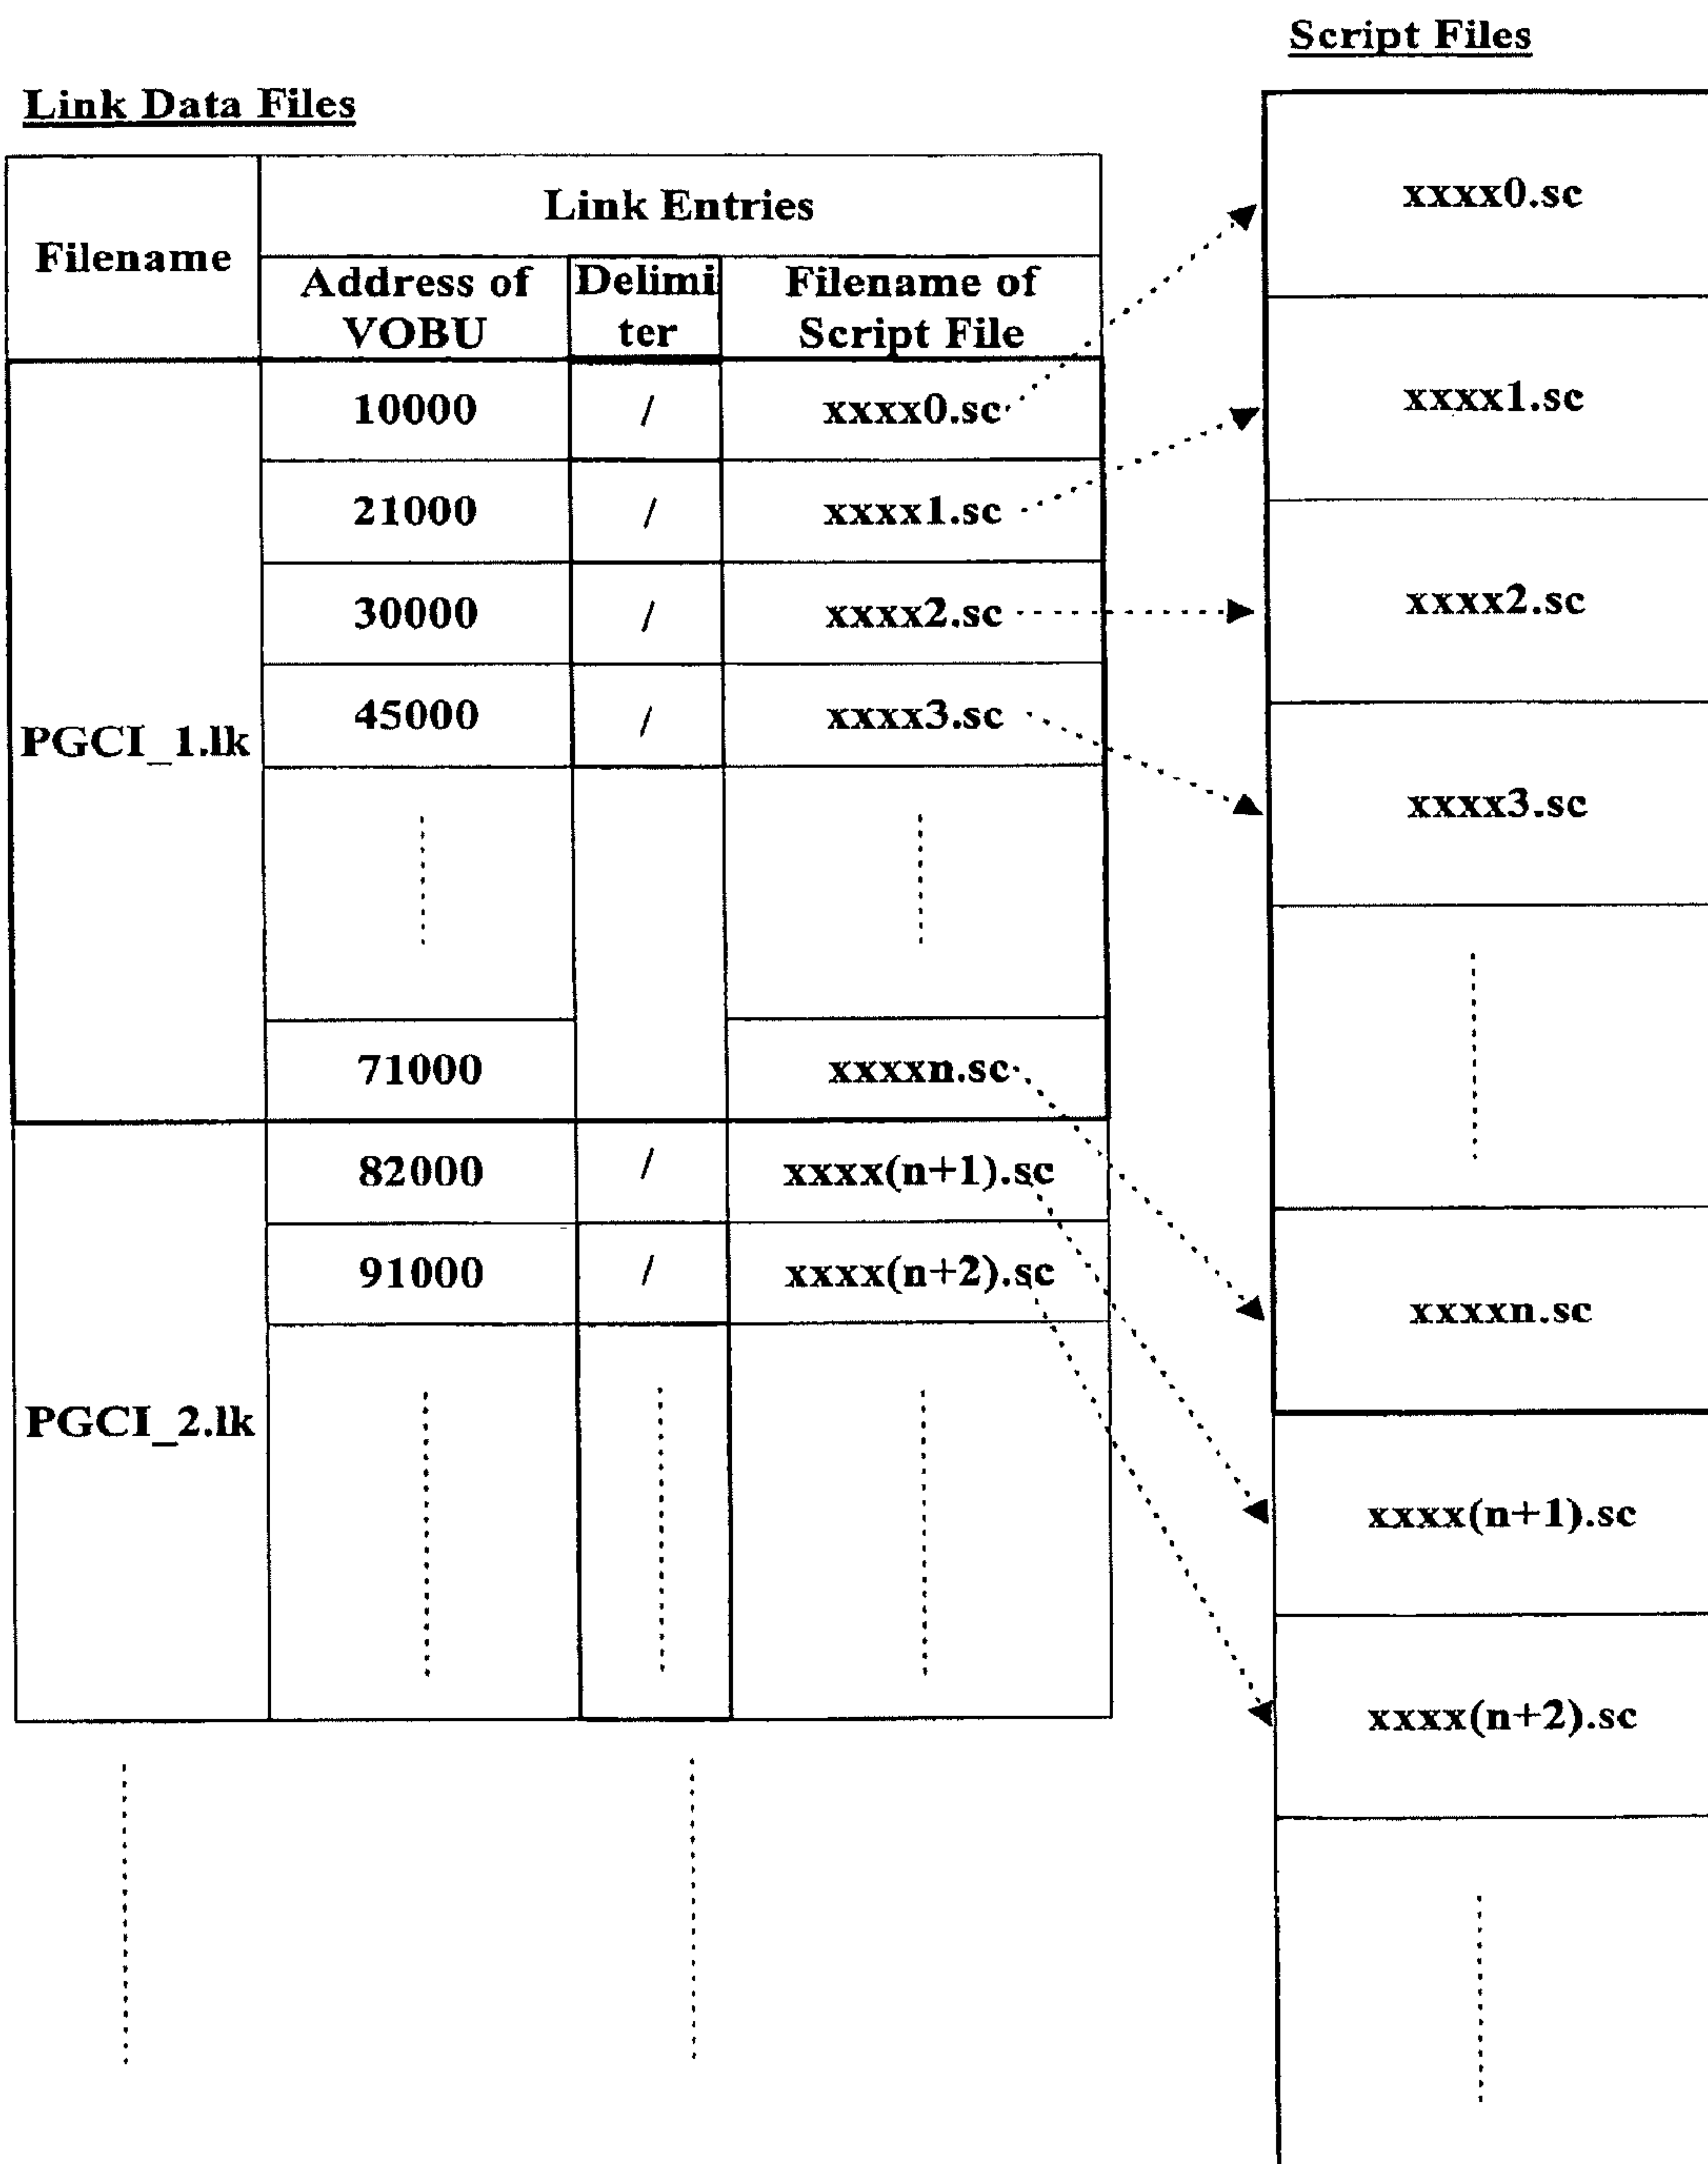 Script Files
Link Data Files
Filename
Link Entries
Address of
VOBU
Delimi
ter
Filename of
Script File
PGCI_1.lk
10000 / xxxx0.sc
21000 / xxxx1.sc
30000 / xxxx2.sc
45000 / xxxx3.sc
71000 xxxxn.sc
PGCI_2.lk
82000 / xxxx(n+1).sc
91000 / xxxx(n+2).sc
xxxx0.sc
xxxx1.sc
xxxx2.sc
xxxx3.sc
xxxxn.sc
xxxx(n+1).sc
xxxx(n+2).sc